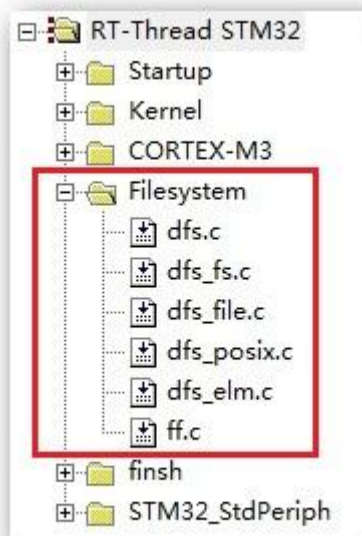 RT-Thread STM32
Startup
Kernel
CORTEX-M3
Filesystem
dfs.c
dfs_fs.c
dfs_file.c
dfs_posix.c
dfs_elm.c
ff.c
finsh
STM32_StdPeriph